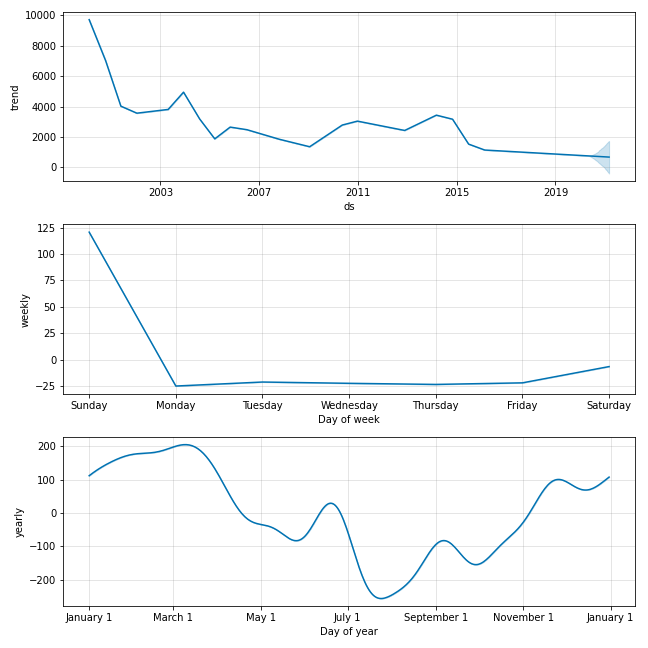 10000
8000
6000
4000
2000
0
trend
2003 2007 2011 2015 2019
ds
125
100
75
50
25
0
−25
weekly
Sunday Monday Tuesday Wednesday Thursday Friday Saturday
Day of week
200
100
0
−100
−200
yearly
January 1 March 1 May 1 July 1 September 1 November 1 January 1
Day of year